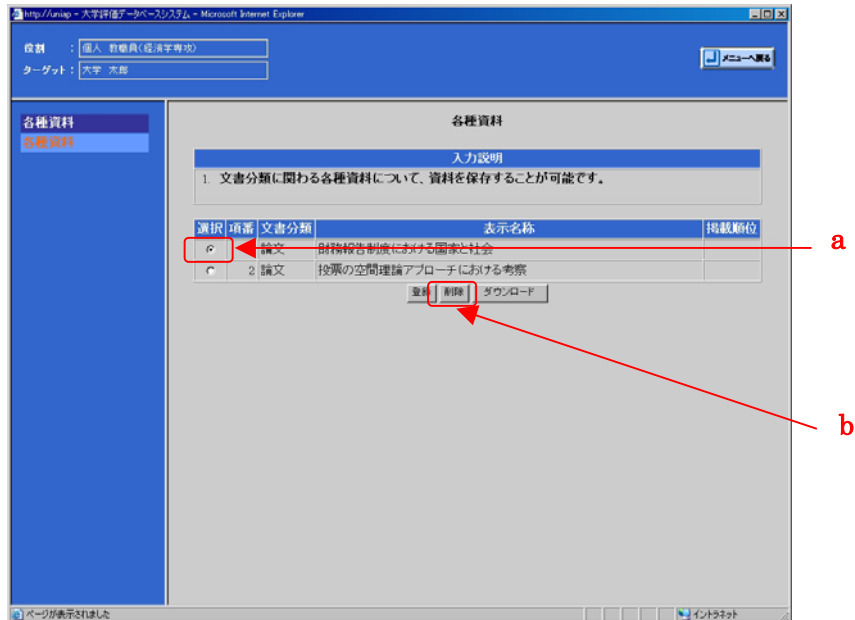 http://uniap - 大学評価データベースシステム - Microsoft Internet Explorer
役割 : 個人 教職員(経済学専攻)
ターゲット : 大学 太郎
メニューへ戻る
各種資料
各種資料
各種資料
入力説明
1. 文書分類に関わる各種資料について、資料を保存することが可能です。
選択 項番 文書分類 表示名称 掲載順位
論文 財務報告制度における国家と社会
a
2 論文 投票の空間理論アプローチにおける考察
登録 削除 ダウンロード
b
ページが表示されました
イントラネット